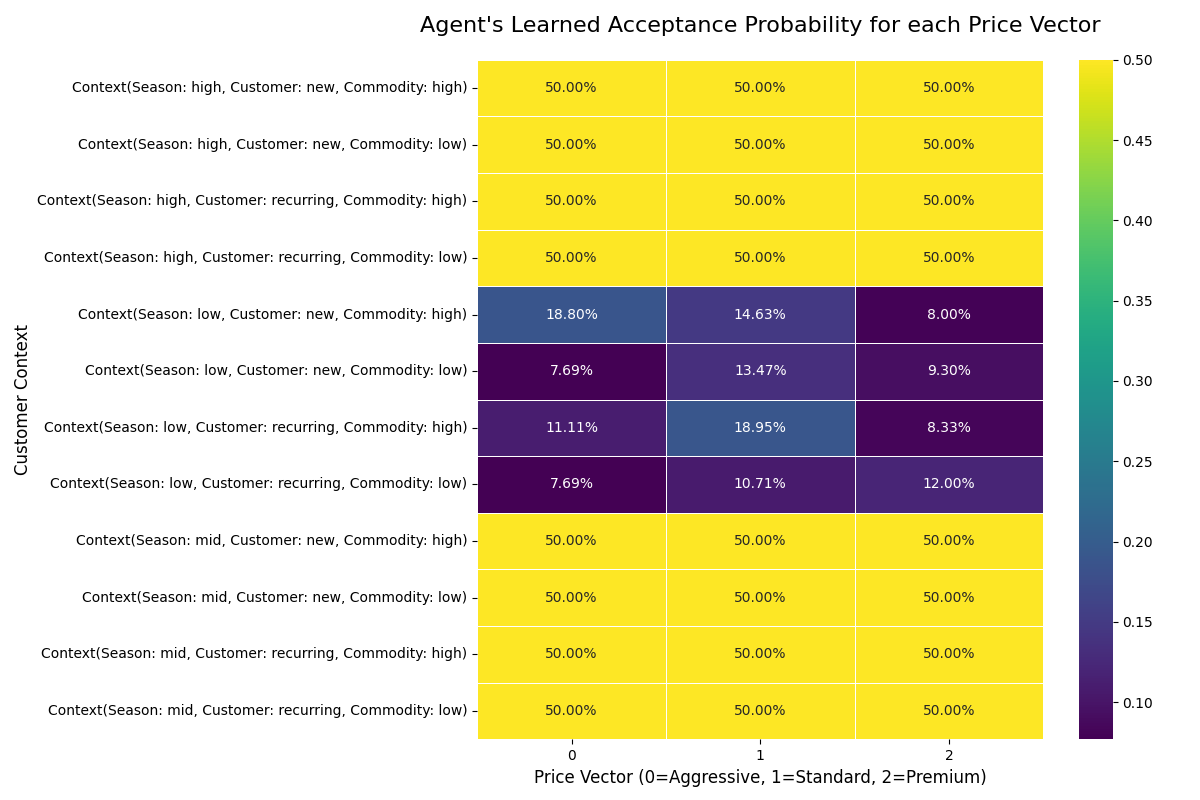 Agent's Learned Acceptance Probability for each Price Vector
Context(Season: high, Customer: new, Commodity: high) 50.00% 50.00% 50.00%
Context(Season: high, Customer: new, Commodity: low) 50.00% 50.00% 50.00%
Context(Season: high, Customer: recurring, Commodity: high) 50.00% 50.00% 50.00%
Context(Season: high, Customer: recurring, Commodity: low) 50.00% 50.00% 50.00%
Context(Season: low, Customer: new, Commodity: high) 18.80% 14.63% 8.00%
Context(Season: low, Customer: new, Commodity: low) 7.69% 13.47% 9.30%
Context(Season: low, Customer: recurring, Commodity: high) 11.11% 18.95% 8.33%
Context(Season: low, Customer: recurring, Commodity: low) 7.69% 10.71% 12.00%
Context(Season: mid, Customer: new, Commodity: high) 50.00% 50.00% 50.00%
Context(Season: mid, Customer: new, Commodity: low) 50.00% 50.00% 50.00%
Context(Season: mid, Customer: recurring, Commodity: high) 50.00% 50.00% 50.00%
Context(Season: mid, Customer: recurring, Commodity: low) 50.00% 50.00% 50.00%
Customer Context
0 1 2
Price Vector (0=Aggressive, 1=Standard, 2=Premium)
0.50
0.45
0.40
0.35
0.30
0.25
0.20
0.15
0.10